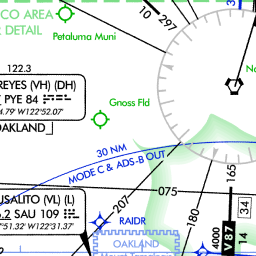 CO AREA
DETAIL
Petaluma Muni
10
297
122.3
REYES (VH) (DH)
PYE 84
4.79 W122°52.07'
OAKLAND
Gnoss Fld
30 NM
MODE C & ADS-B OUT
075
165
USALITO (VL) (L)
6.2 SAU 109
°51.32' W122°31.37'
207
RAIDR
180
34
V87
4000
OAKLAND